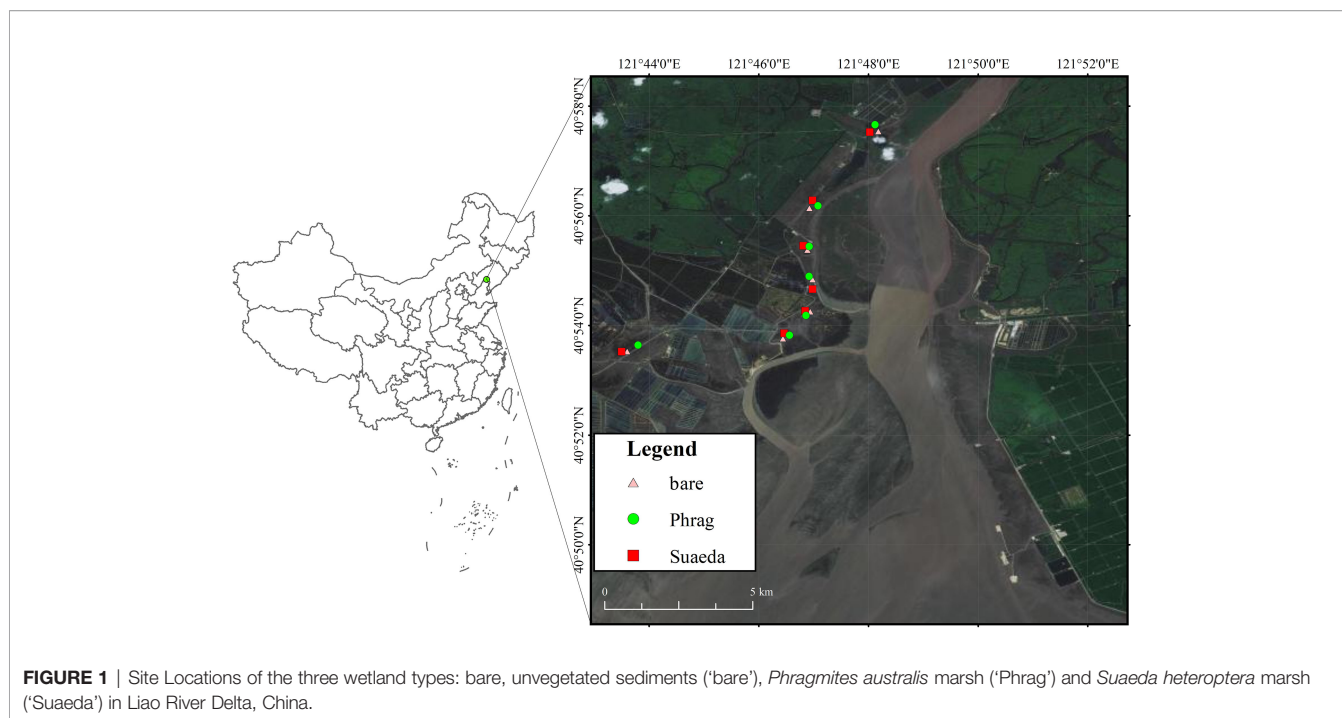 121°44'0"E 121°46'0"E 121°48'0"E 121°50'0"E 121°52'0"E
40°58'0"N
40°56'0"N
40°54'0"N
40°52'0"N
40°50'0"N
Legend
bare
Phrag
Suaeda
0 5 km
FIGURE 1 | Site Locations of the three wetland types: bare, unvegetated sediments (‘bare’), Phragmites australis marsh (‘Phrag’) and Suaeda heteroptera marsh
(‘Suaeda’) in Liao River Delta, China.